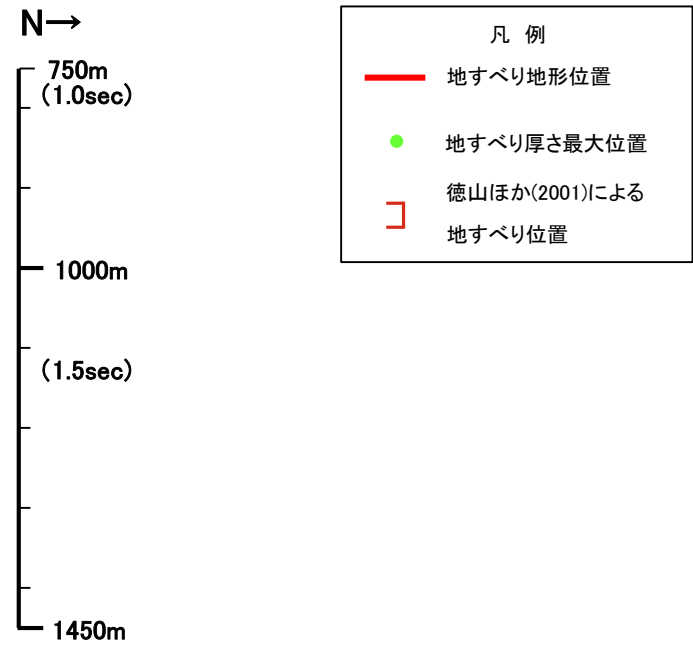 N→
750m
(1.0sec)
1000m
(1.5sec)
1450m
凡 例
地すべり地形位置
地すべり厚さ最大位置
徳山ほか(2001)による
地すべり位置